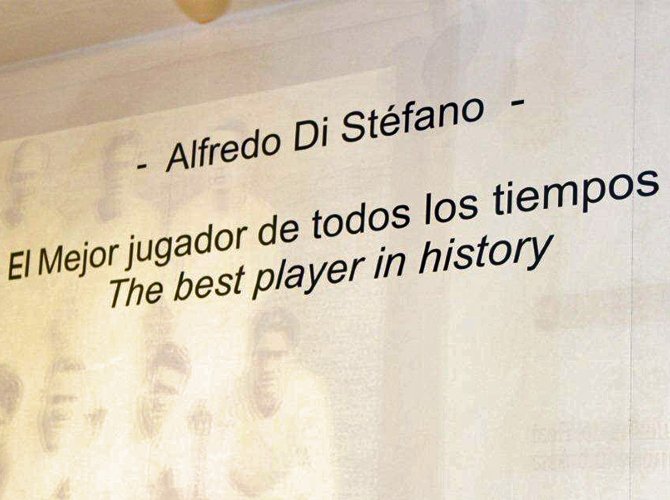 - Alfredo Di Stéfano -
El Mejor jugador de todos los tiempos
The best player in history